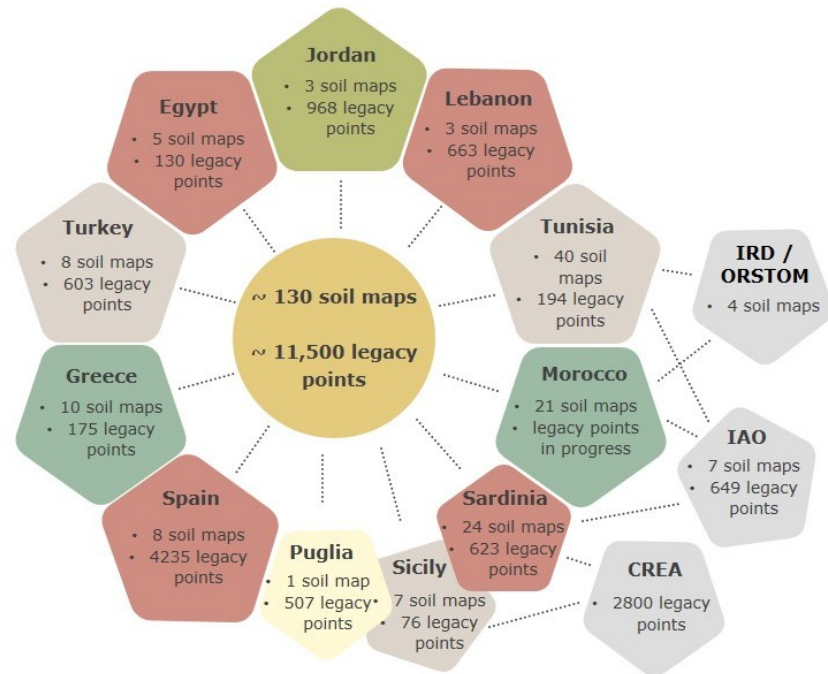 Jordan
• 3 soil maps
• 968 legacy
points
Egypt
• 5 soil maps
• 130 legacy
points
Lebanon
• 3 soil maps
• 663 legacy
points
Turkey
• 8 soil maps
• 603 legacy
points
Tunisia
• 40 soil
maps
• 194 legacy
points
IRD /
ORSTOM
• 4 soil maps
~ 130 soil maps
~ 11,500 legacy
points
Greece
• 10 soil maps
• 175 legacy
points
Morocco
• 21 soil maps
• legacy points
in progress
IAO
• 7 soil maps
• 649 legacy
points
Spain
• 8 soil maps
• 4235 legacy
points
Puglia
• 1 soil map
• 507 legacy
points
Sicily
• 7 soil maps
• 76 legacy
points
Sardinia
• 24 soil maps
• 623 legacy
points
CREA
• 2800 legacy
points